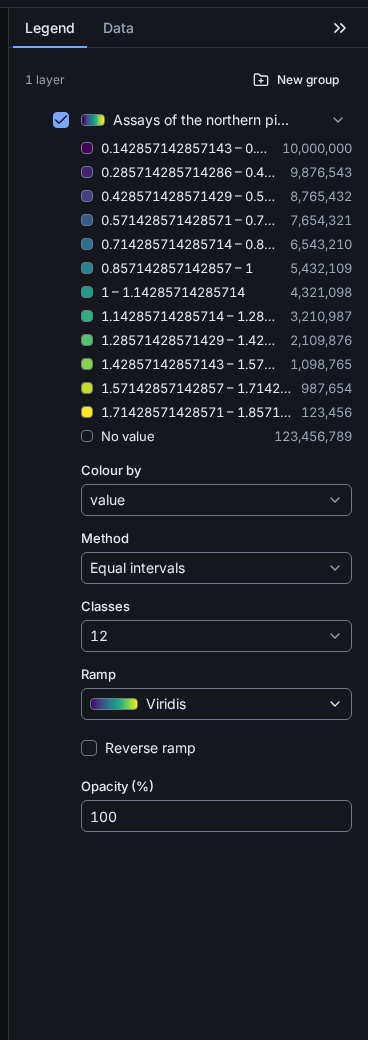 Legend Data
1 layer New group
Assays of the northern pi...
0.142857142857143 – 0.... 10,000,000
0.285714285714286 – 0.4... 9,876,543
0.428571428571429 – 0.5... 8,765,432
0.571428571428571 – 0.7... 7,654,321
0.714285714285714 – 0.8... 6,543,210
0.857142857142857 – 1 5,432,109
1 – 1.14285714285714 4,321,098
1.14285714285714 – 1.28... 3,210,987
1.28571428571429 – 1.42... 2,109,876
1.42857142857143 – 1.57... 1,098,765
1.57142857142857 – 1.7142... 987,654
1.71428571428571 – 1.8571... 123,456
No value 123,456,789
Colour by
value
Method
Equal intervals
Classes
12
Ramp
Viridis
Reverse ramp
Opacity (%)
100